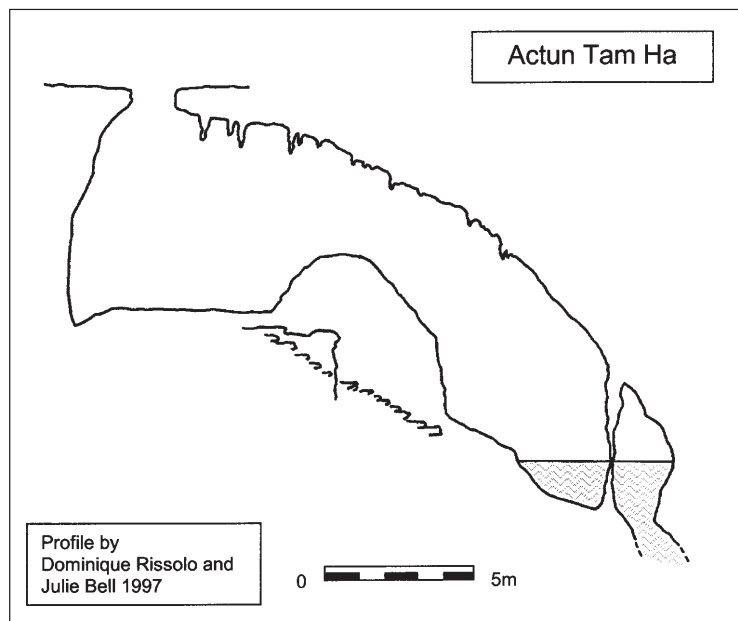 Actun Tam Ha
Profile by
Dominique Rissolo and
Julie Bell 1997
0 5m